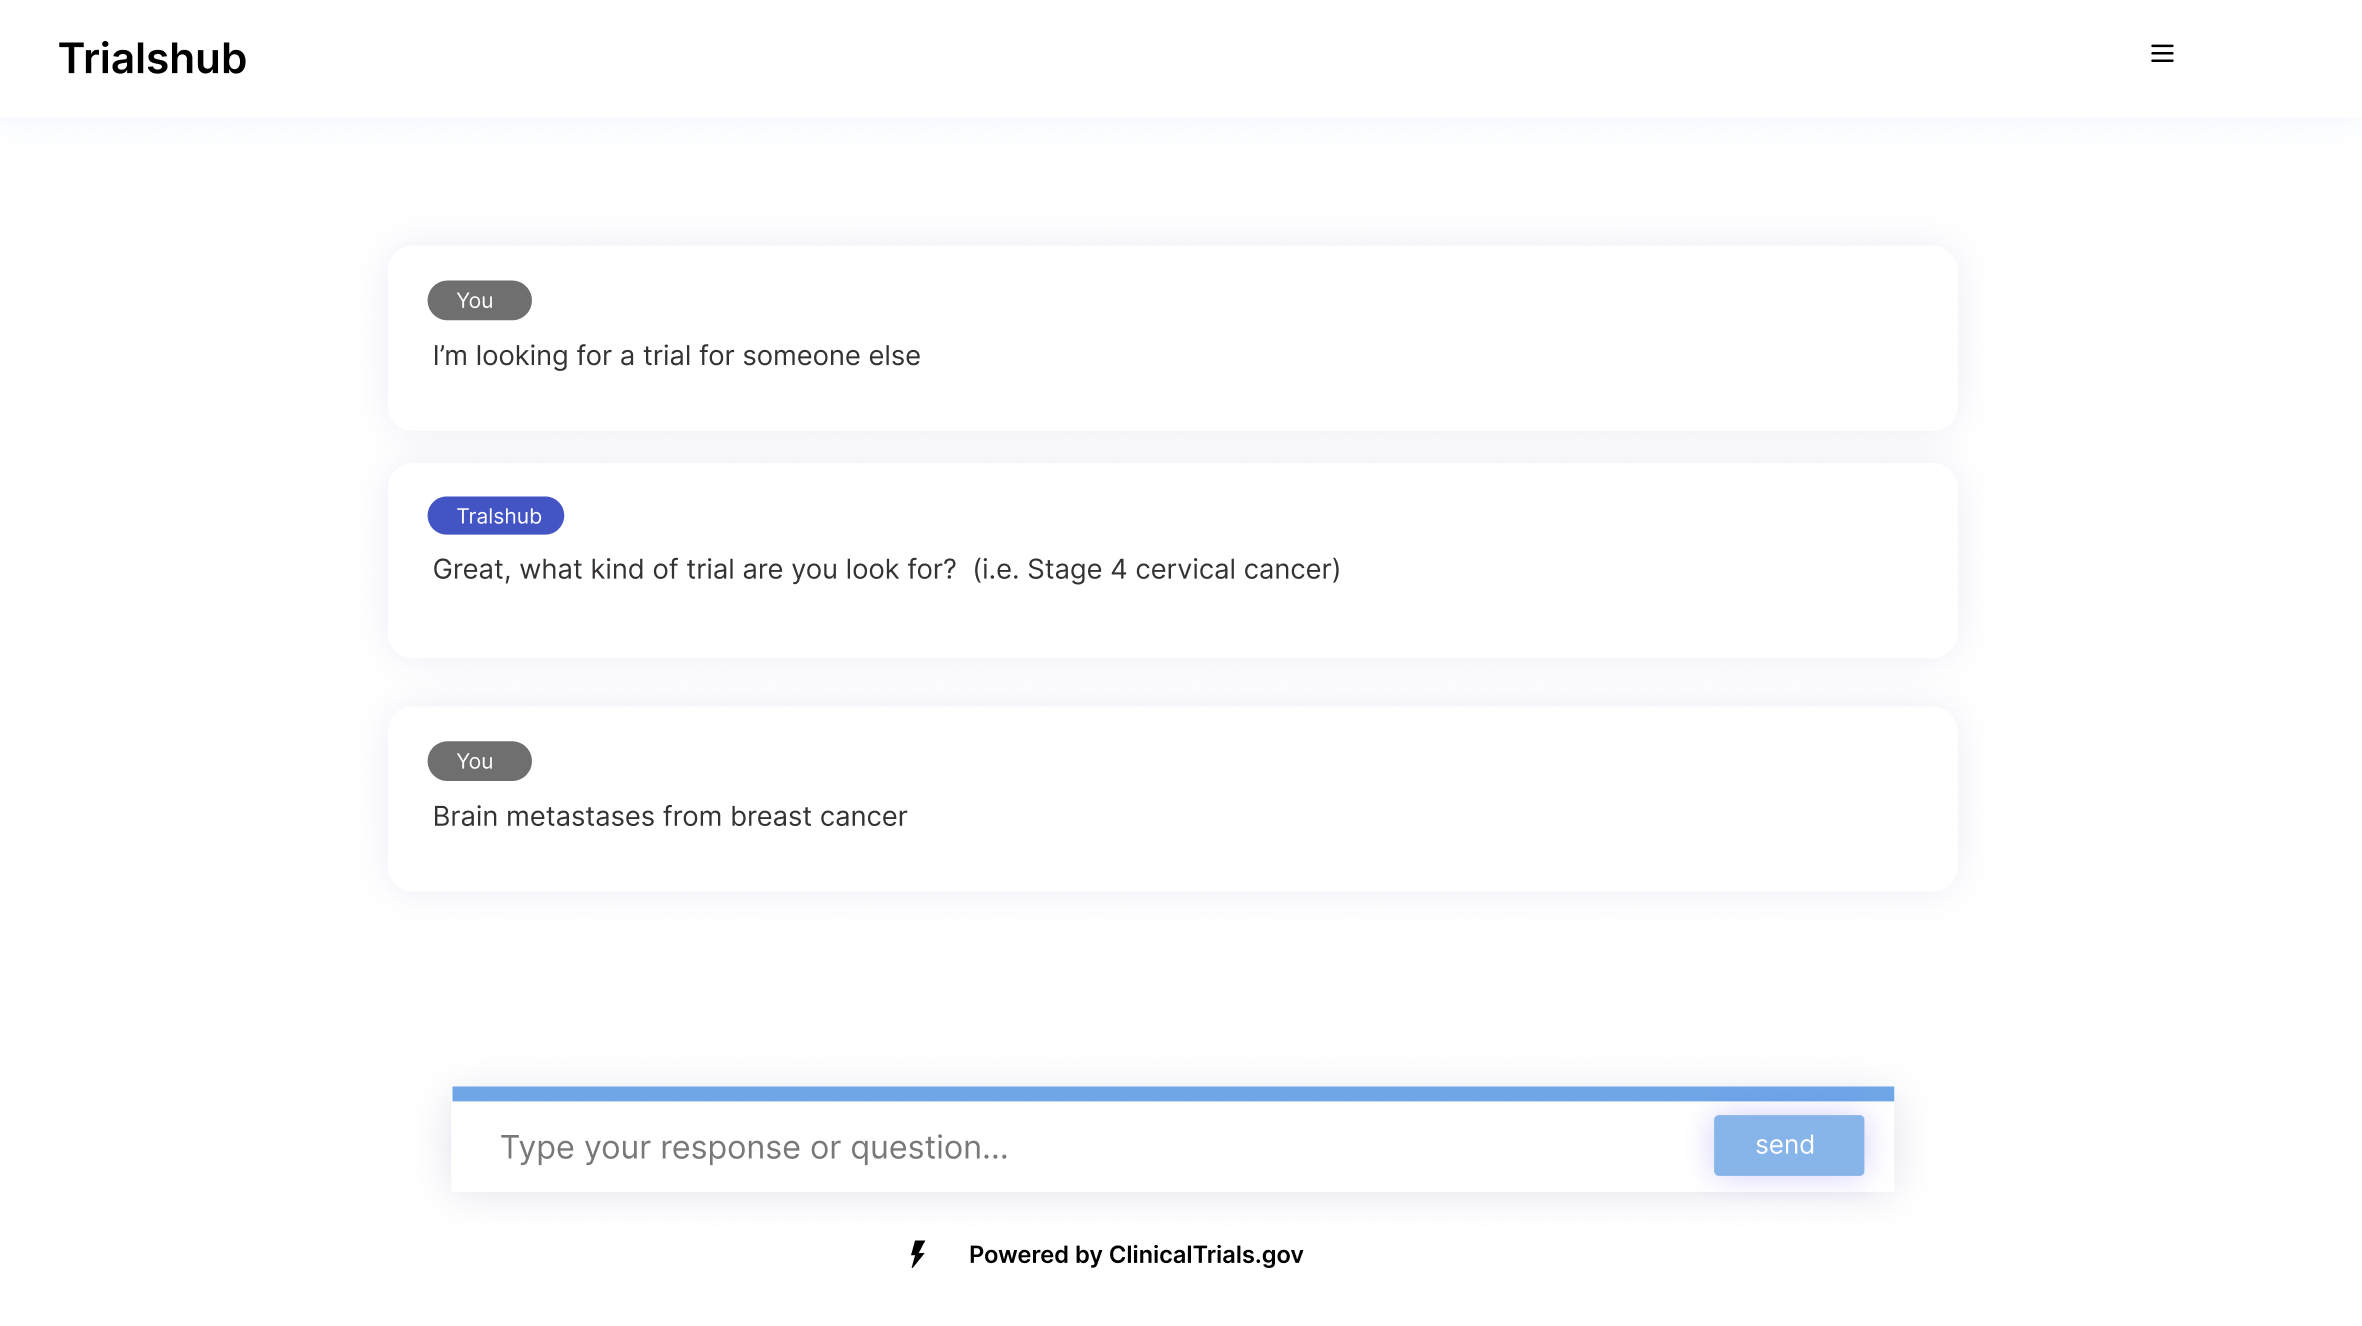 Trialshub
You
I’m looking for a trial for someone else
Tralshub
Great, what kind of trial are you look for?  (i.e. Stage 4 cervical cancer)
You
Brain metastases from breast cancer
Type your response or question...
send
Powered by ClinicalTrials.gov